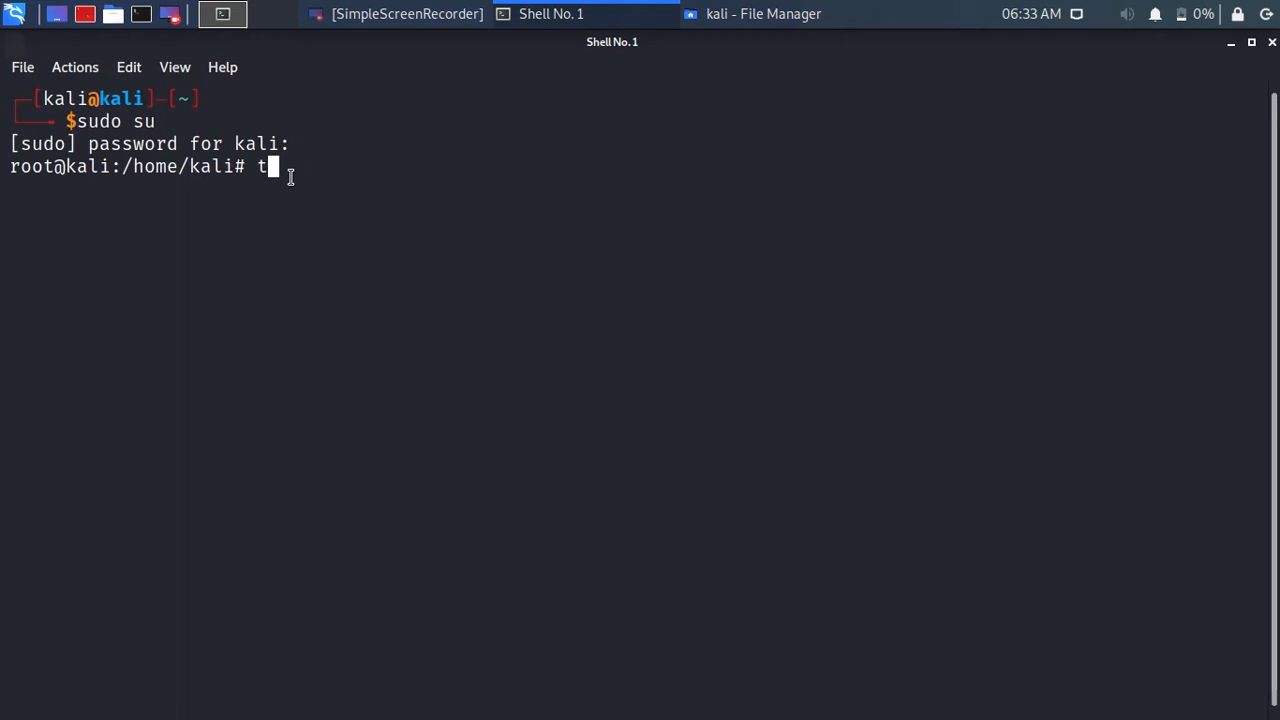 [SimpleScreenRecorder] Shell No. 1 kali - File Manager 06:33 AM 0%
Shell No. 1
File Actions Edit View Help
┌─[kali@kali]─[~]
└──╼ $sudo su
[sudo] password for kali:
root@kali:/home/kali# t